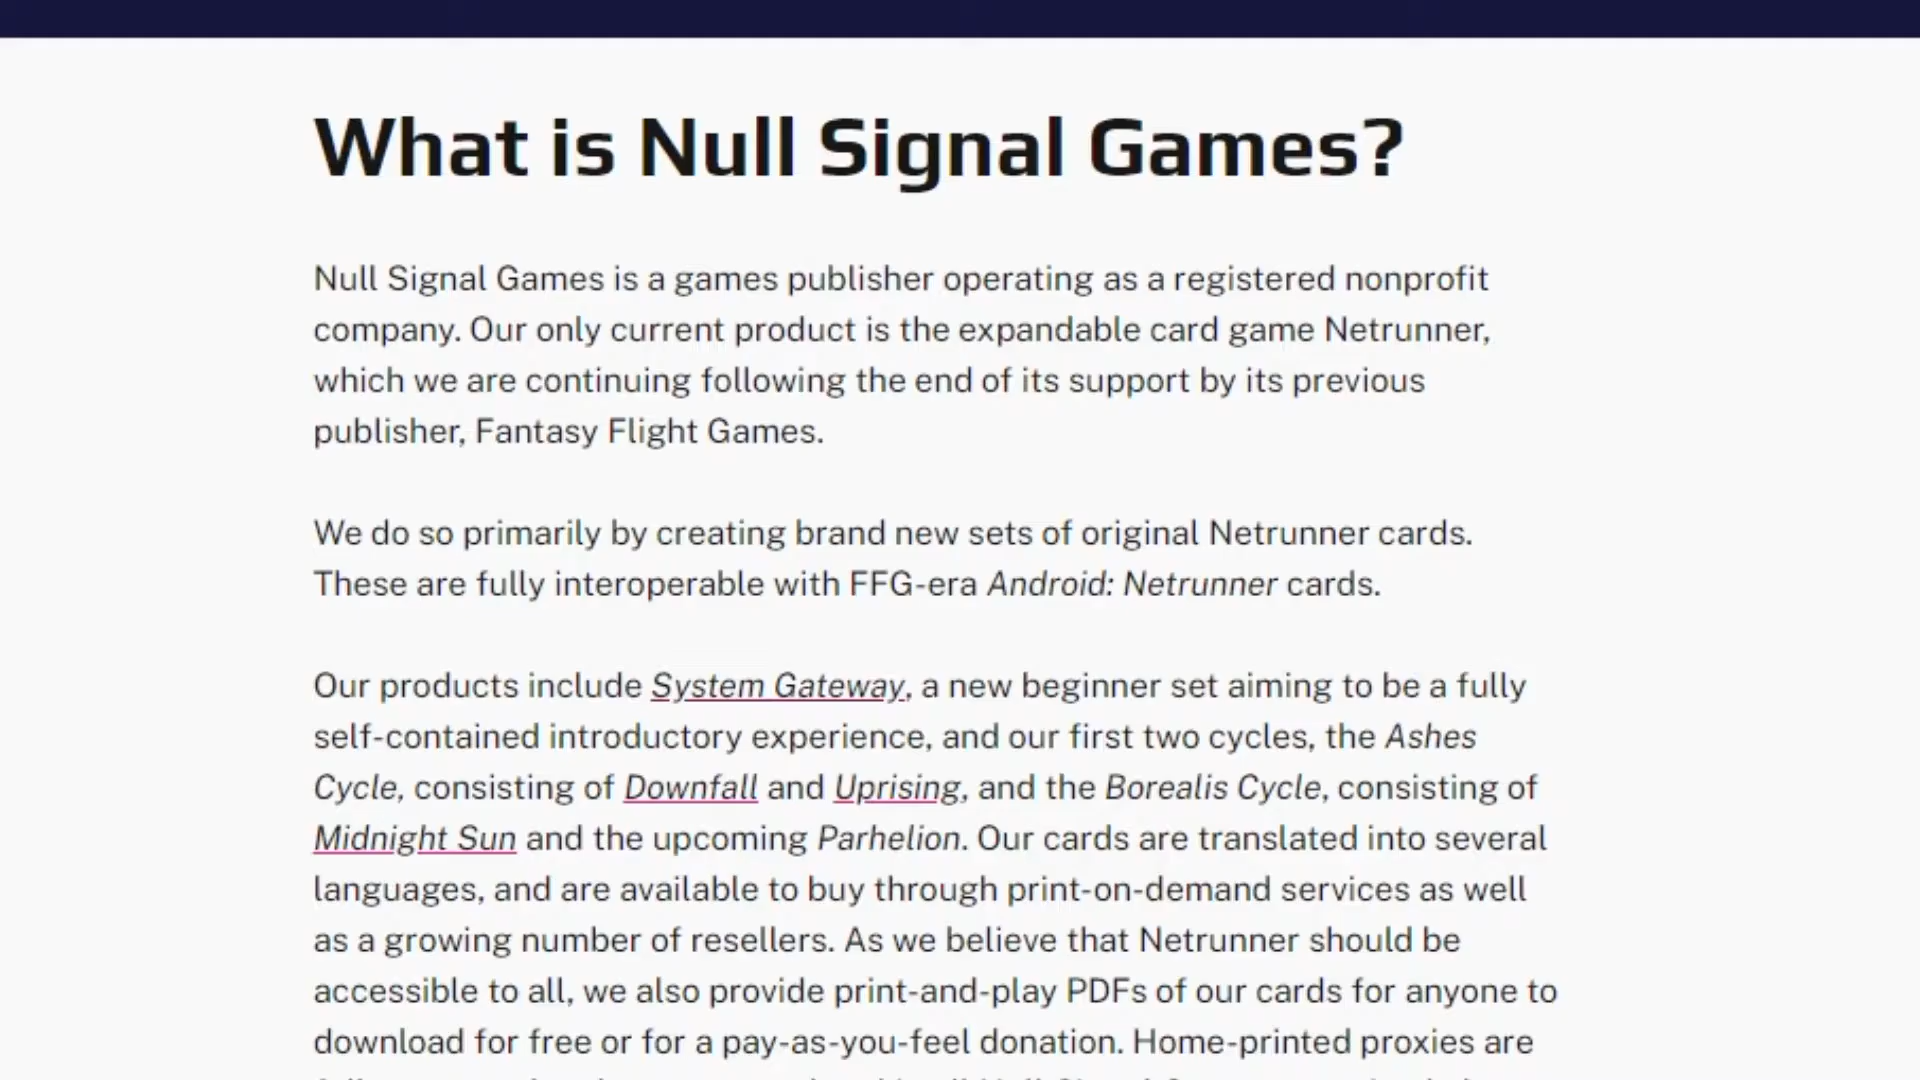 What is Null Signal Games?
Null Signal Games is a games publisher operating as a registered nonprofit
company. Our only current product is the expandable card game Netrunner,
which we are continuing following the end of its support by its previous
publisher, Fantasy Flight Games.
We do so primarily by creating brand new sets of original Netrunner cards.
These are fully interoperable with FFG-era Android: Netrunner cards.
Our products include System Gateway, a new beginner set aiming to be a fully
self-contained introductory experience, and our first two cycles, the Ashes
Cycle, consisting of Downfall and Uprising, and the Borealis Cycle, consisting of
Midnight Sun and the upcoming Parhelion. Our cards are translated into several
languages, and are available to buy through print-on-demand services as well
as a growing number of resellers. As we believe that Netrunner should be
accessible to all, we also provide print-and-play PDFs of our cards for anyone to
download for free or for a pay-as-you-feel donation. Home-printed proxies are